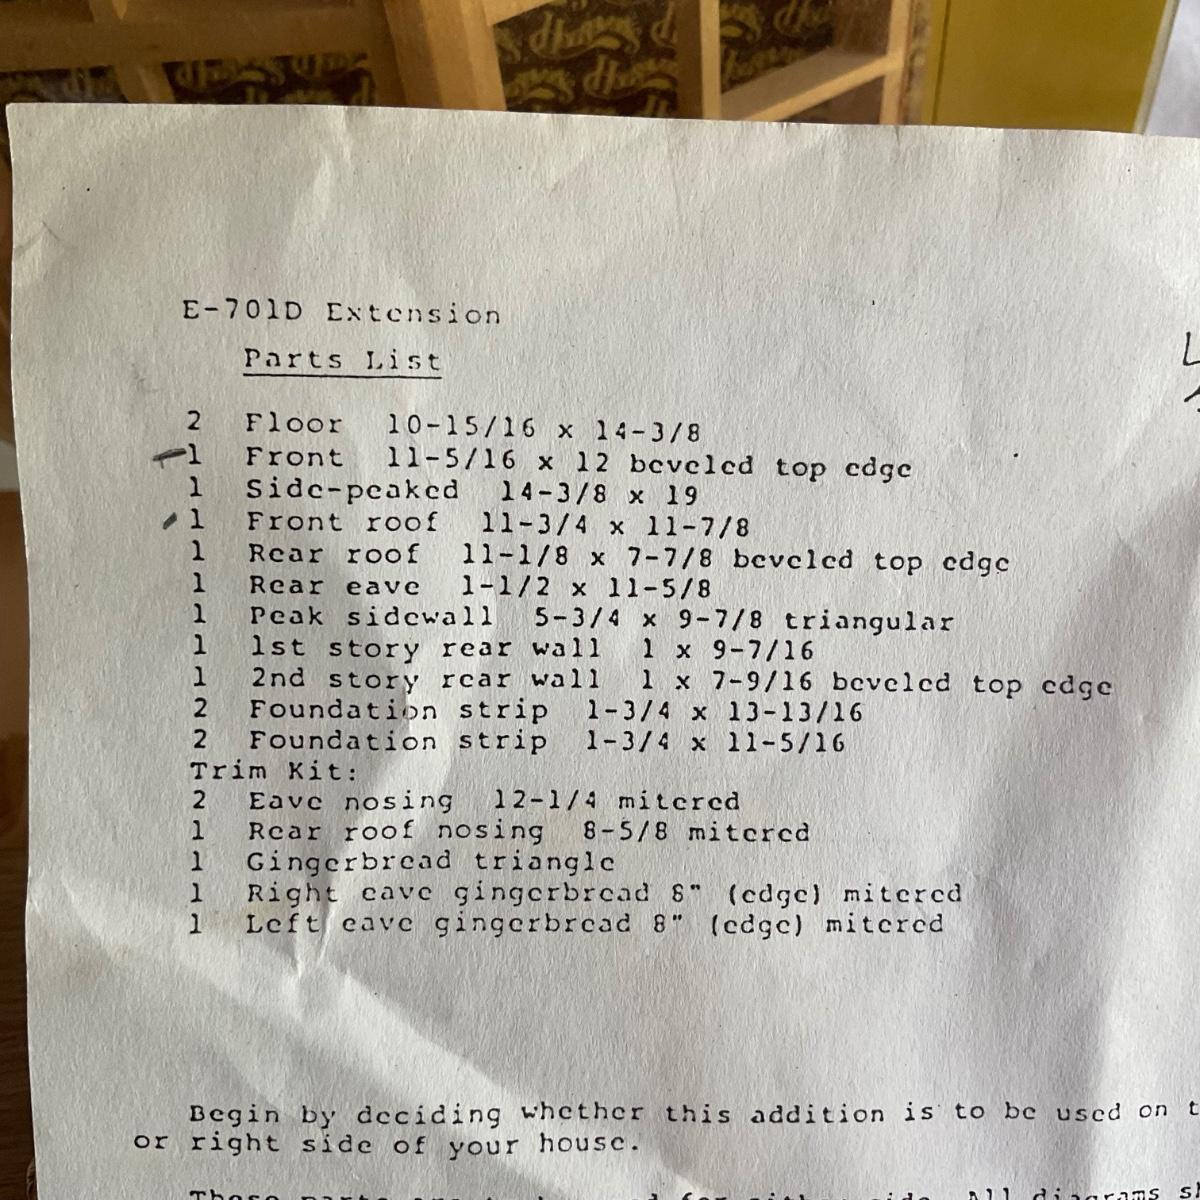 E-701D Extension
Parts List
2 Floor 10-15/16 x 14-3/8
1 Front 11-5/16 x 12 beveled top edge
1 Side-peaked 14-3/8 x 19
1 Front roof 11-3/4 x 11-7/8
1 Rear roof 11-1/8 x 7-7/8 beveled top edge
1 Rear eave 1-1/2 x 11-5/8
1 Peak sidewall 5-3/4 x 9-7/8 triangular
1 1st story rear wall 1 x 9-7/16
1 2nd story rear wall 1 x 7-9/16 beveled top edge
2 Foundation strip 1-3/4 x 13-13/16
2 Foundation strip 1-3/4 x 11-5/16
Trim Kit:
2 Eave nosing 12-1/4 mitered
1 Rear roof nosing 8-5/8 mitered
1 Gingerbread triangle
1 Right eave gingerbread 8" (edge) mitered
1 Left eave gingerbread 8" (edge) mitered
Begin by deciding whether this addition is to be used on t
or right side of your house.
These parts side. All diagrams